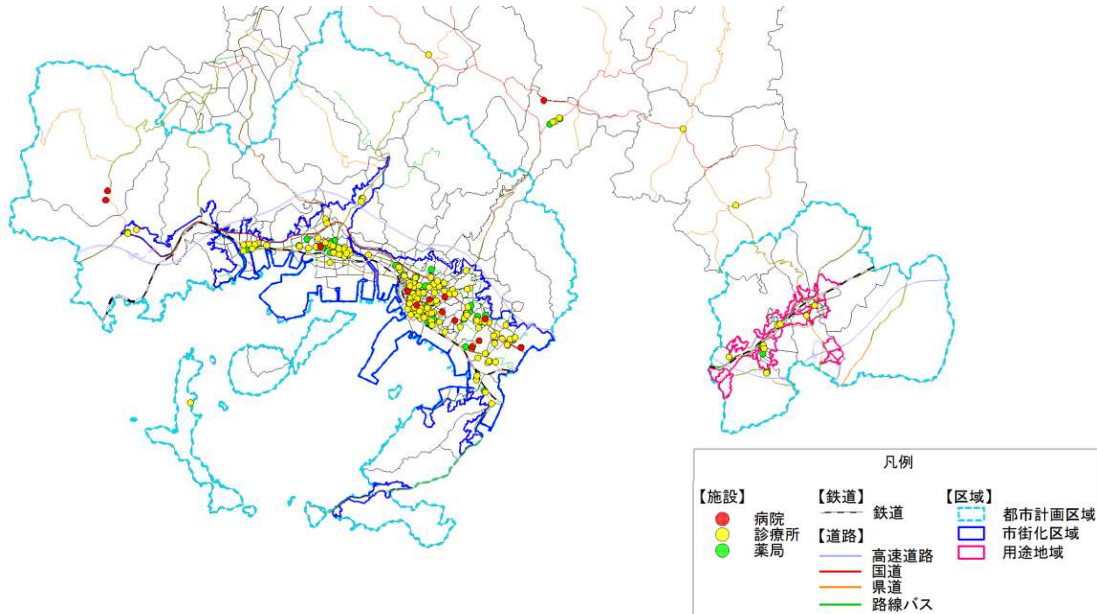 凡例
【施設】
病院
診療所
薬局
【鉄道】
鉄道
【道路】
高速道路
国道
県道
路線バス
【区域】
都市計画区域
市街化区域
用途地域